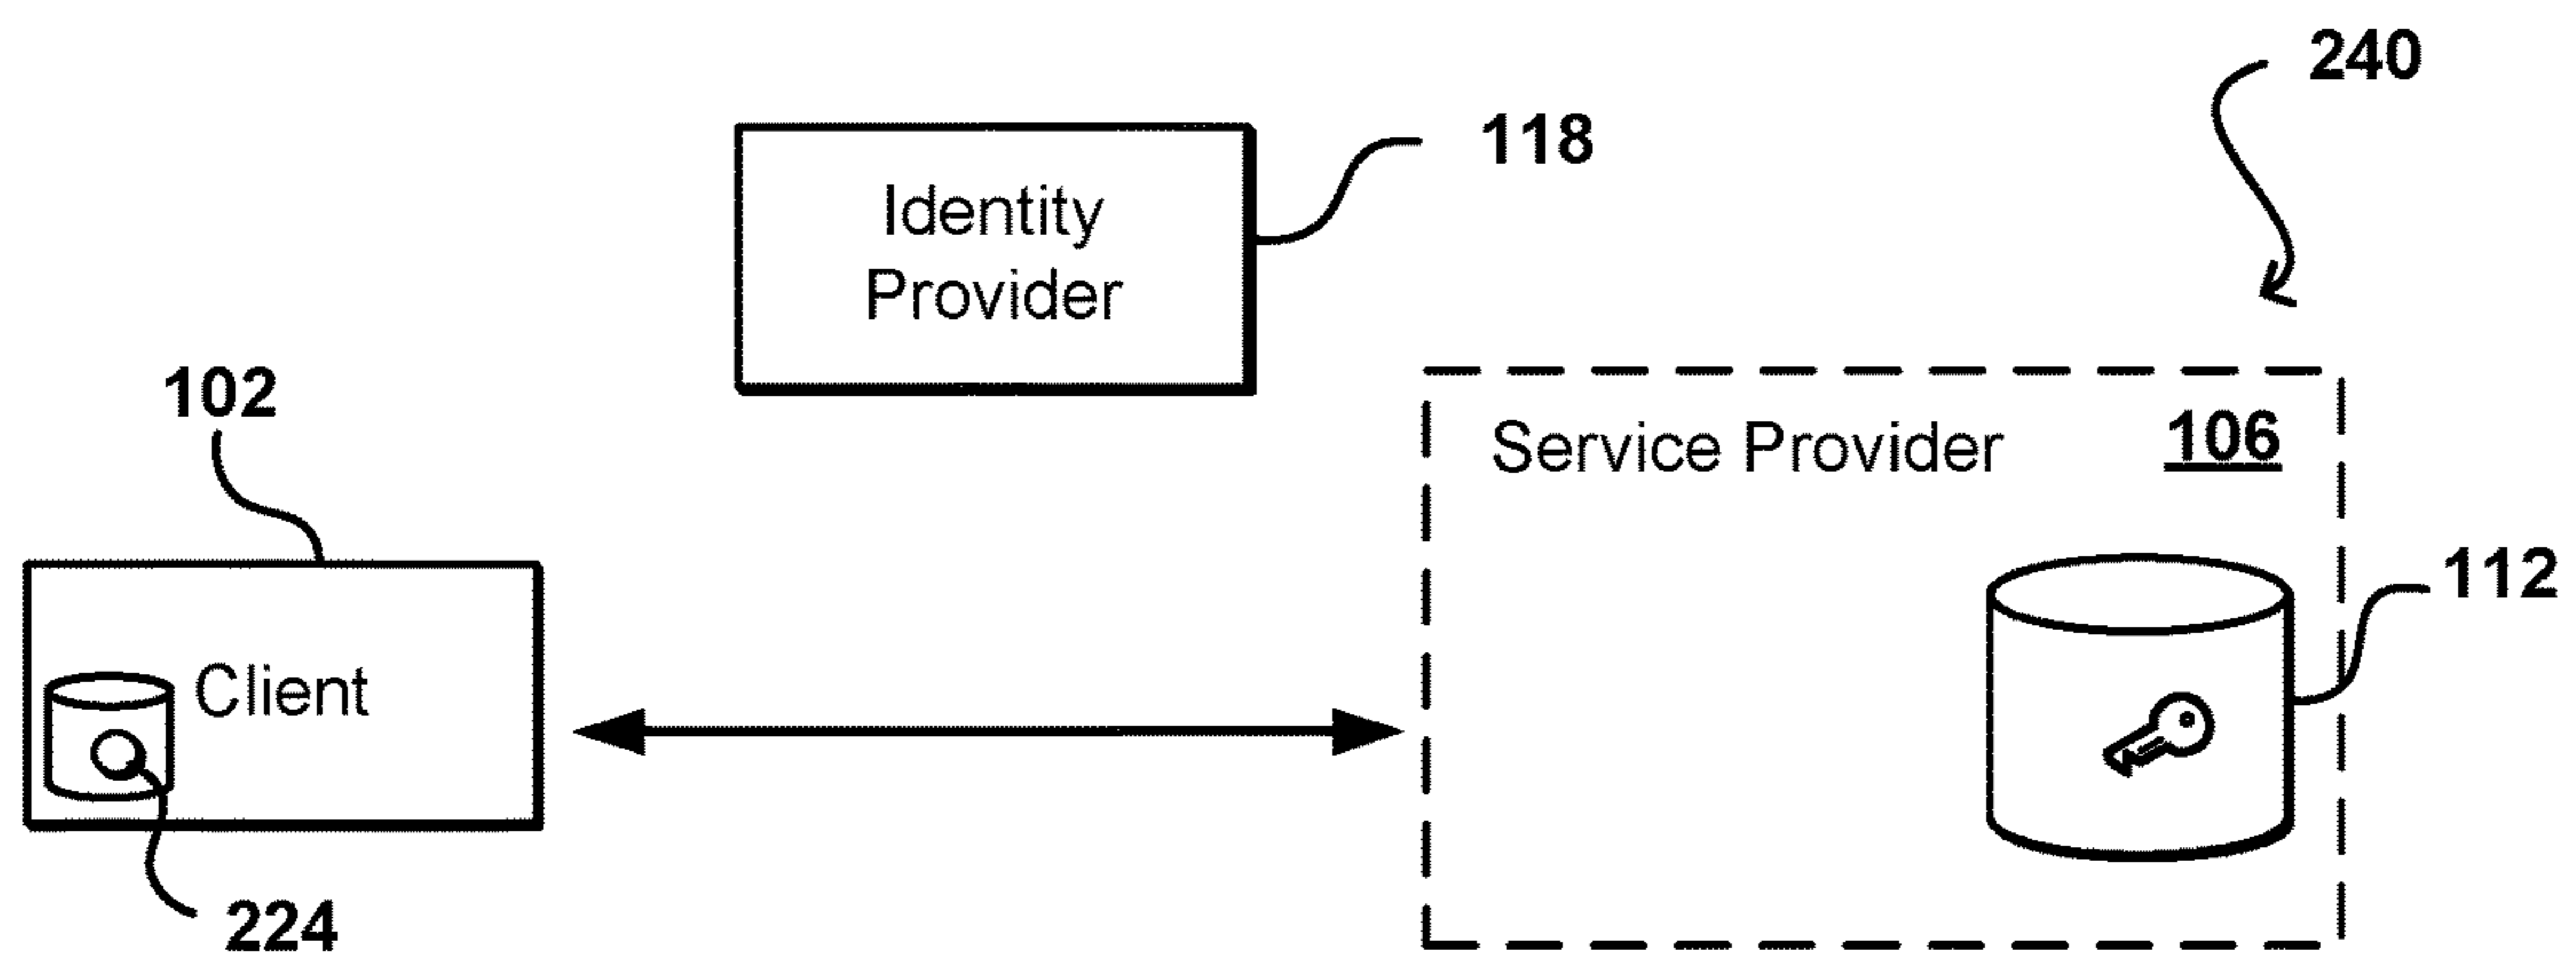 240
118
Identity
Provider
102
Service Provider 106
112
Client
224